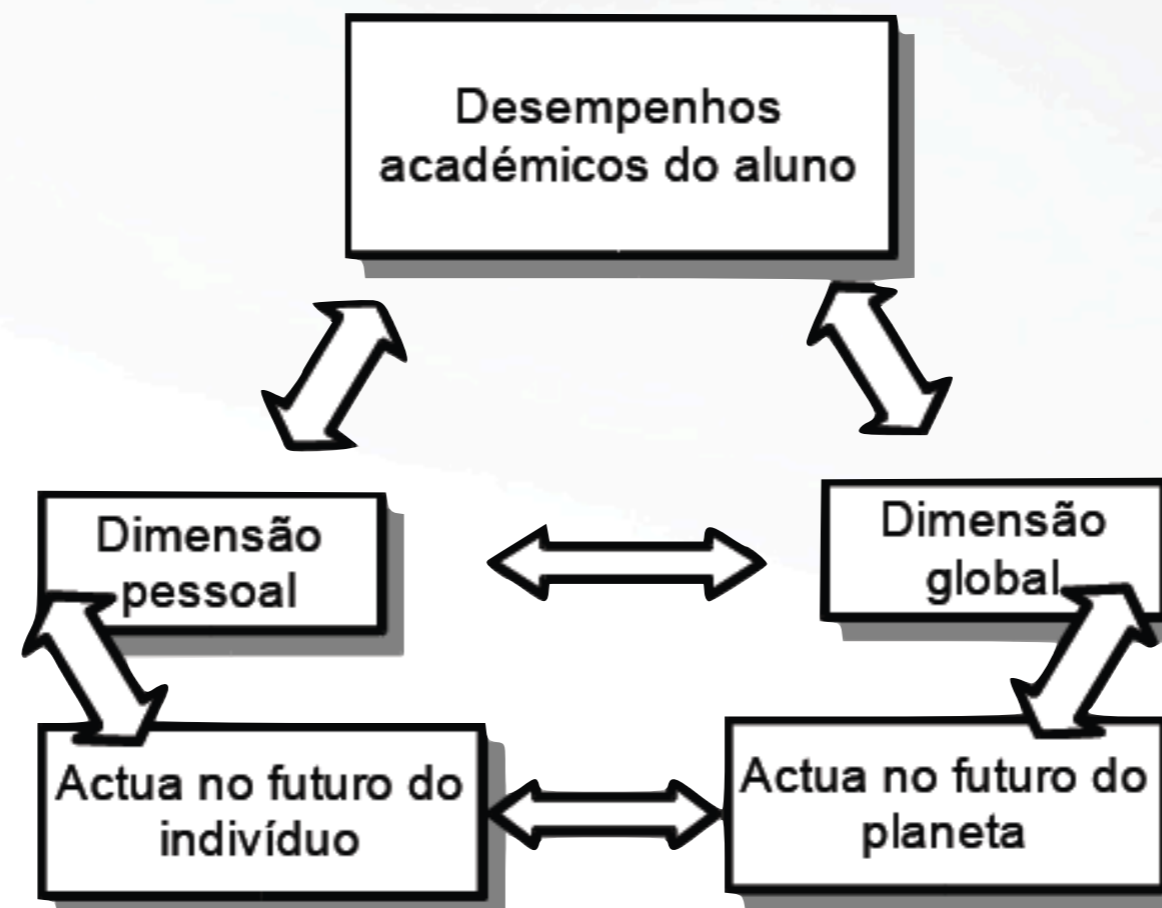 Desempenhos
académicos do aluno
Dimensão
pessoal
Dimensão
global
Actua no futuro do
indivíduo
Actua no futuro do
planeta